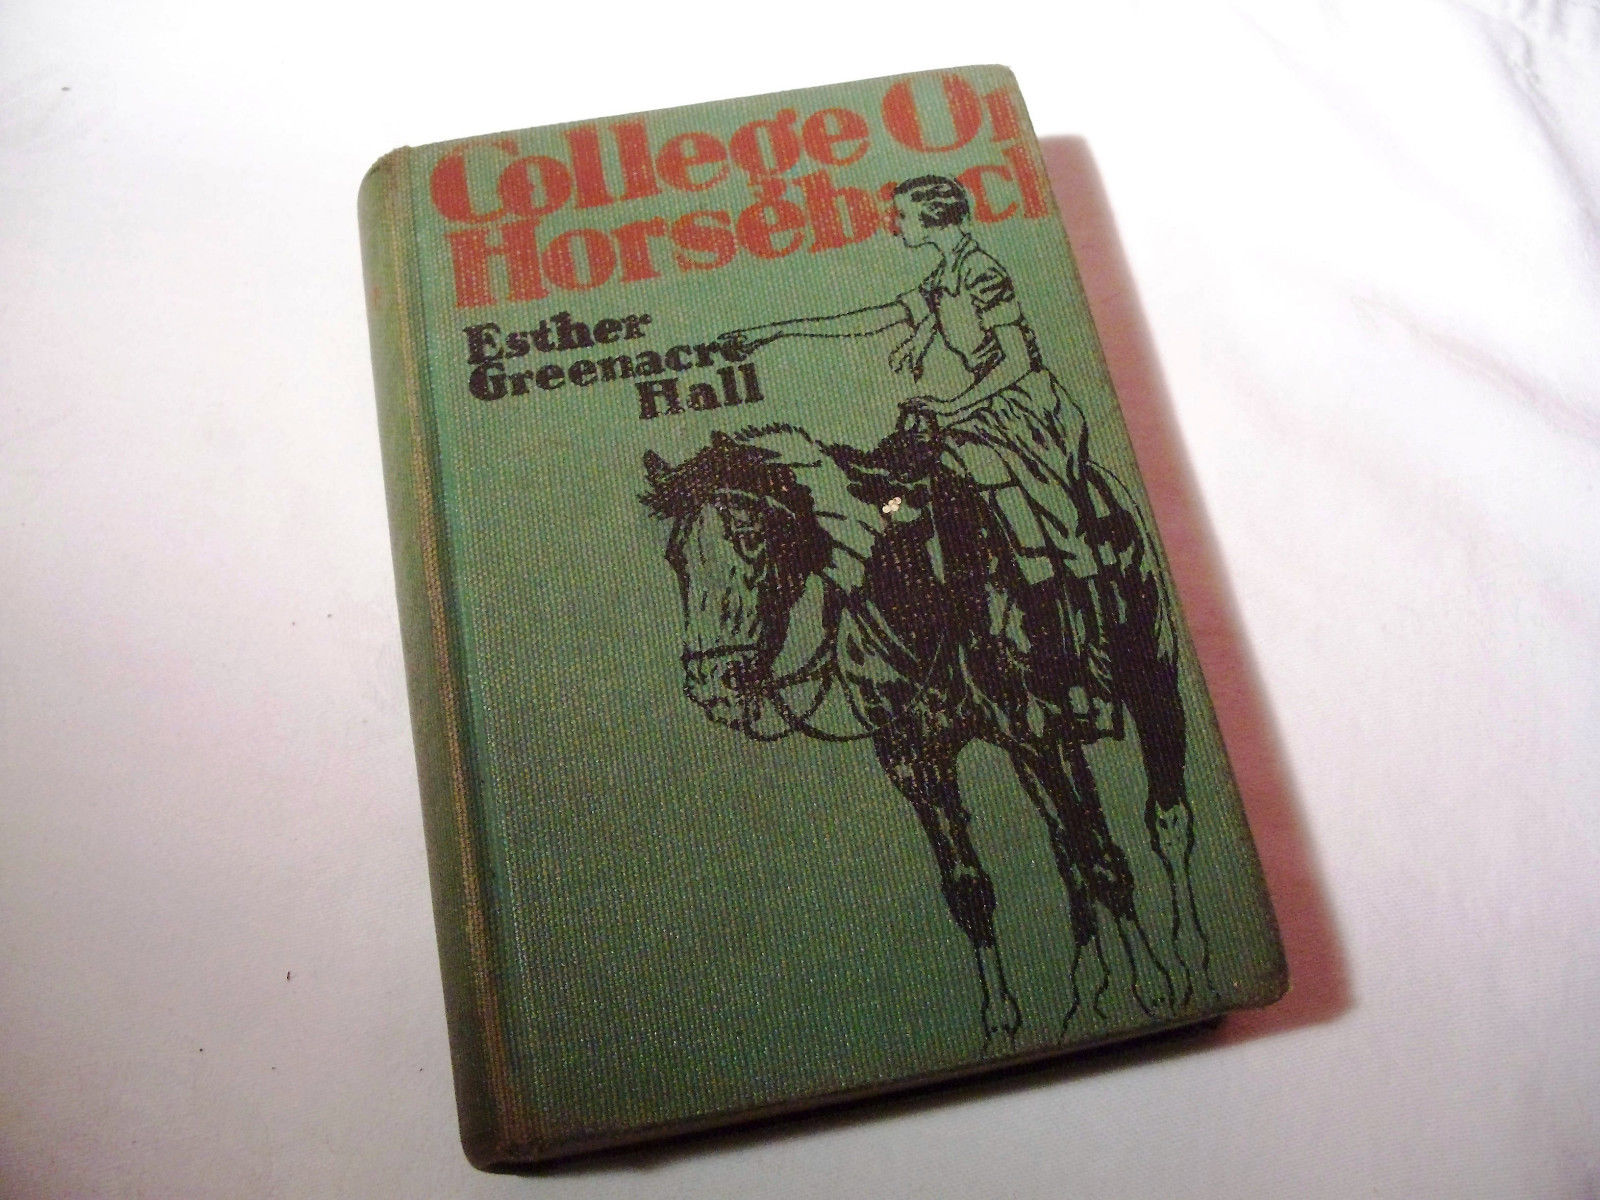 College On
Horseback
Esther
Greenacre
Hall